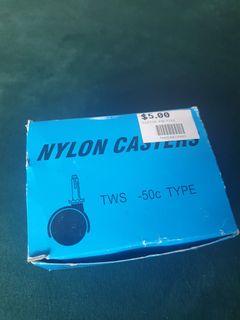 $5.00
NYLON CASTERS
TWS -50c TYPE